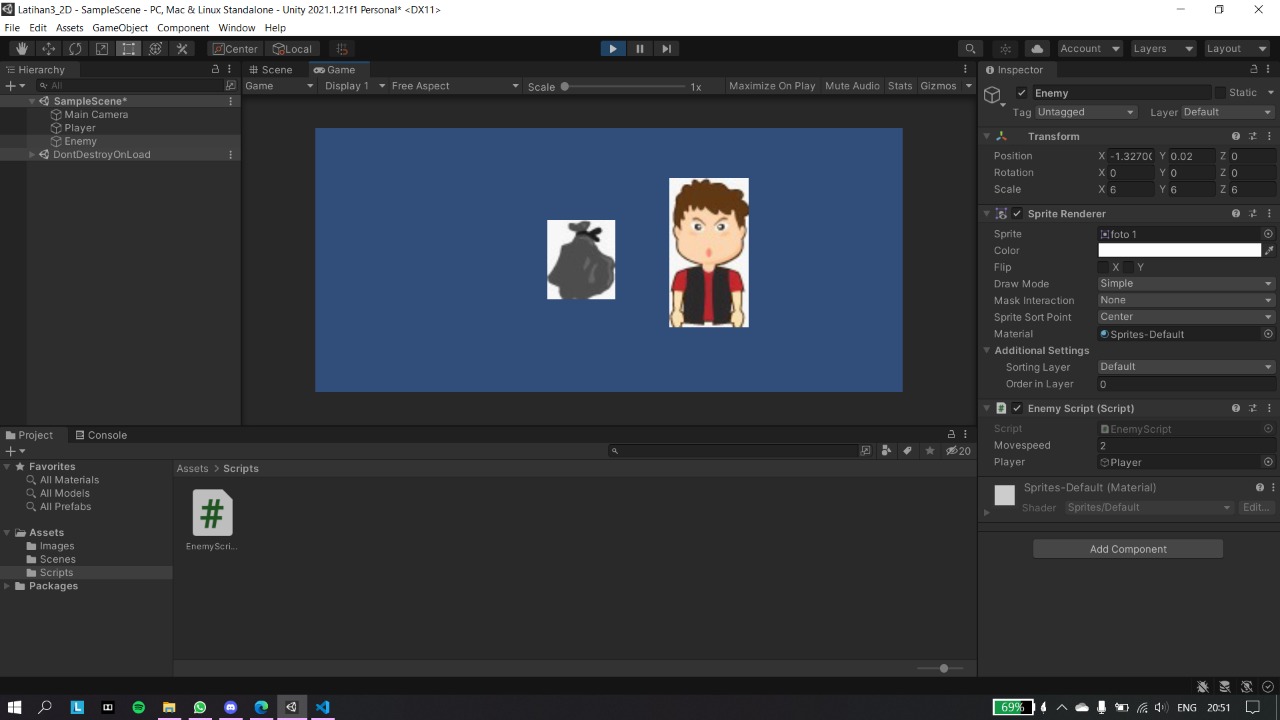 Latihan3_2D - SampleScene - PC, Mac & Linux Standalone - Unity 2021.1.21f1 Personal* <DX11>
File Edit Assets GameObject Component Window Help
Center Local Account Layers Layout
Hierarchy Scene Game Inspector
All Game Display 1 Free Aspect Scale 1x Maximize On Play Mute Audio Stats Gizmos Enemy Static
SampleScene*
Main Camera
Player
Enemy
DontDestroyOnLoad
Tag Untagged Layer Default
Transform
Position X -1.3270 Y 0.02 Z 0
Rotation X 0 Y 0 Z 0
Scale X 6 Y 6 Z 6
Sprite Renderer
Sprite foto 1
Color
Flip X Y
Draw Mode Simple
Mask Interaction None
Sprite Sort Point Center
Material Sprites-Default
Additional Settings
Sorting Layer Default
Order in Layer 0
Enemy Script (Script)
Script EnemyScript
Movespeed 2
Player Player
Sprites-Default (Material)
Shader Sprites/Default Edit...
Add Component
Project Console
20
Favorites
All Materials
All Models
All Prefabs
Assets
Images
Scenes
Scripts
Packages
Assets > Scripts
#
EnemyScri...
69% ENG 20:51